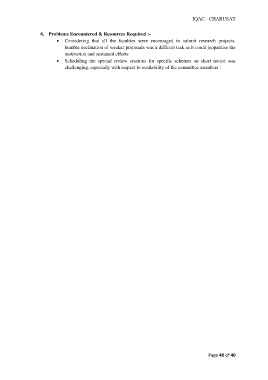 IQAC - CHARUSAT
6. Problems Encountered & Resources Required :-
• Considering that all the faculties were encouraged to submit research projects,
humble declination of weaker proposals was a difficult task as it could jeopardize the
motivation and sustained efforts
• Scheduling the special review sessions for specific schemes on short notice was
challenging, especially with respect to availability of the committee members'.
Page 40 of 40